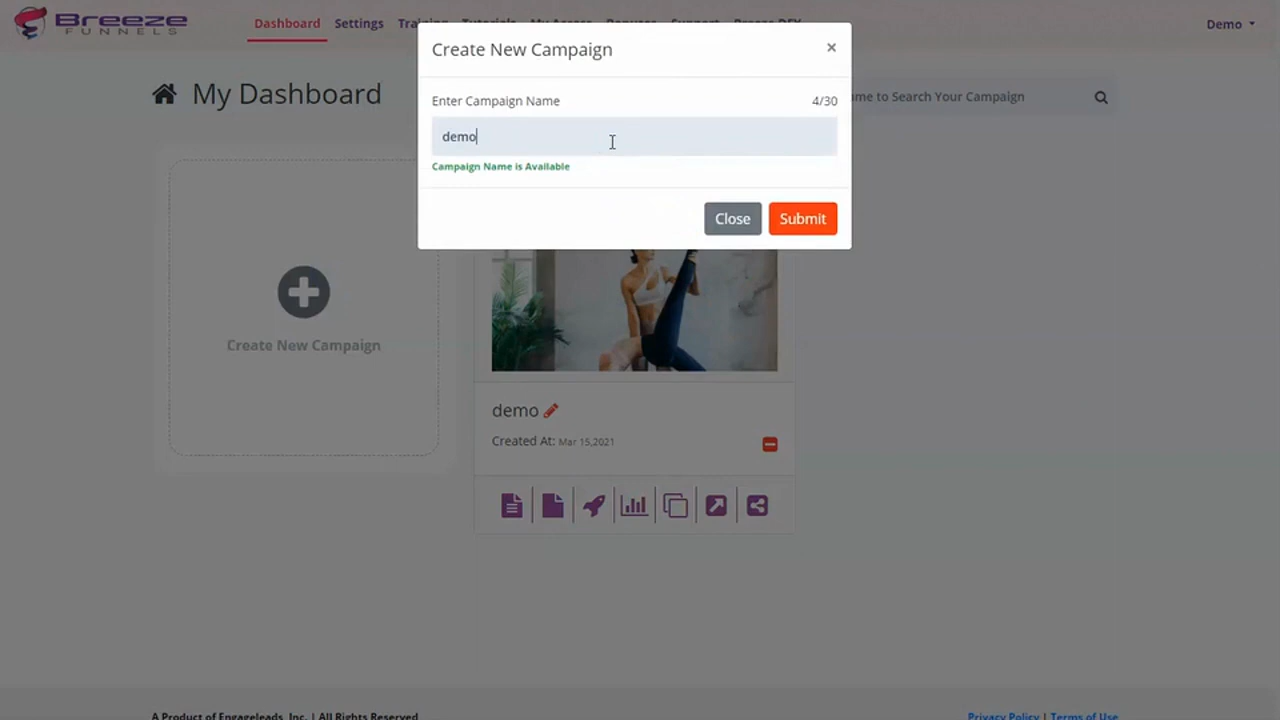 Breeze
FUNNELS
Dashboard Settings Training Tutorials My Access Bonuses Support Breeze DFY Demo
Create New Campaign ×
My Dashboard
Enter Campaign Name 4/30
me to Search Your Campaign
demo
Campaign Name is Available
Close Submit
Create New Campaign
demo
Created At: Mar 15,2021
A Product of Engageleads, Inc. | All Rights Reserved
Privacy Policy | Terms of Use